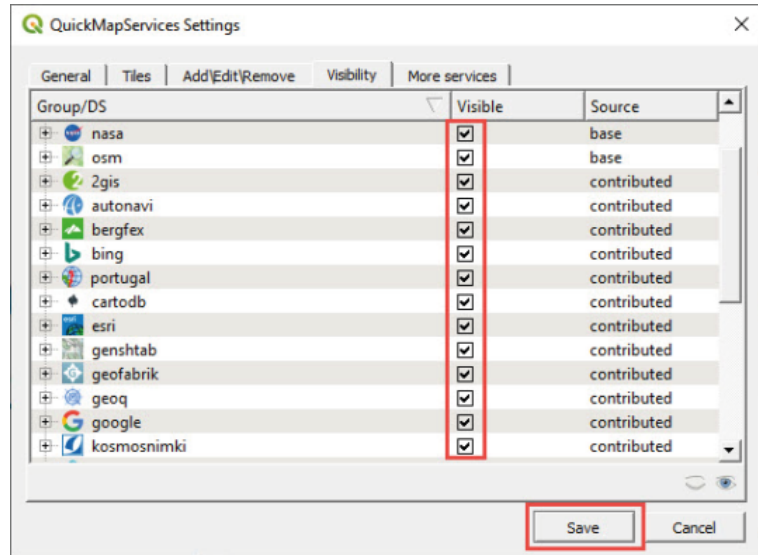 QuickMapServices Settings
General Tiles Add\Edit\Remove Visibility More services
Group/DS Visible Source
nasa base
osm base
2gis contributed
autonavi contributed
bergfex contributed
bing contributed
portugal contributed
cartodb contributed
esri contributed
genshtab contributed
geofabrik contributed
geoq contributed
google contributed
kosmosnimki contributed
Save Cancel